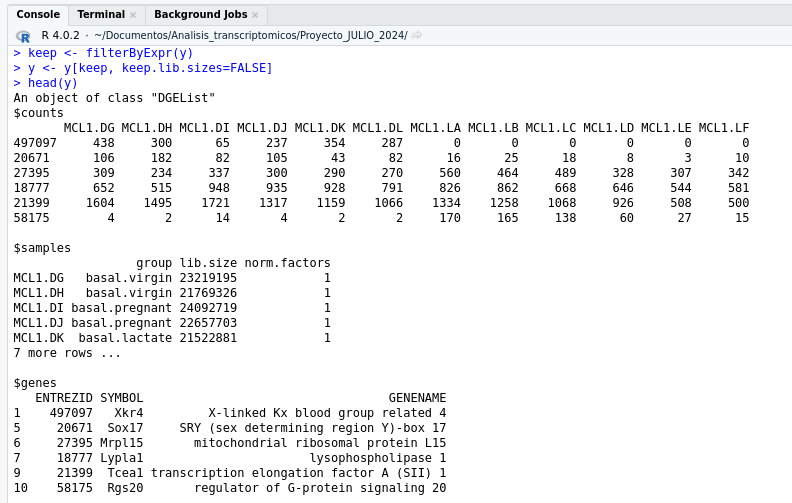 Console Terminal × Background Jobs ×
R R 4.0.2 · ~/Documentos/Analisis_transcriptomicos/Proyecto_JULIO_2024/
> keep <- filterByExpr(y)
> y <- y[keep, keep.lib.sizes=FALSE]
> head(y)
An object of class "DGEList"
$counts
        MCL1.DG MCL1.DH MCL1.DI MCL1.DJ MCL1.DK MCL1.DL MCL1.LA MCL1.LB MCL1.LC MCL1.LD MCL1.LE MCL1.LF
497097     438     300      65     237     354     287       0       0       0       0       0       0
20671      106     182      82     105      43      82      16      25      18       8       3      10
27395      309     234     337     300     290     270     560     464     489     328     307     342
18777      652     515     948     935     928     791     826     862     668     646     544     581
21399     1604    1495    1721    1317    1159    1066    1334    1258    1068     926     508     500
58175        4       2      14       4       2       2     170     165     138      60      27      15
$samples
                 group lib.size norm.factors
MCL1.DG   basal.virgin 23219195            1
MCL1.DH   basal.virgin 21769326            1
MCL1.DI basal.pregnant 24092719            1
MCL1.DJ basal.pregnant 22657703            1
MCL1.DK  basal.lactate 21522881            1
7 more rows ...
$genes
   ENTREZID SYMBOL                                  GENENAME
1    497097   Xkr4         X-linked Kx blood group related 4
5     20671  Sox17      SRY (sex determining region Y)-box 17
6     27395 Mrpl15       mitochondrial ribosomal protein L15
7     18777 Lypla1                       lysophospholipase 1
9     21399  Tcea1 transcription elongation factor A (SII) 1
10    58175  Rgs20       regulator of G-protein signaling 20